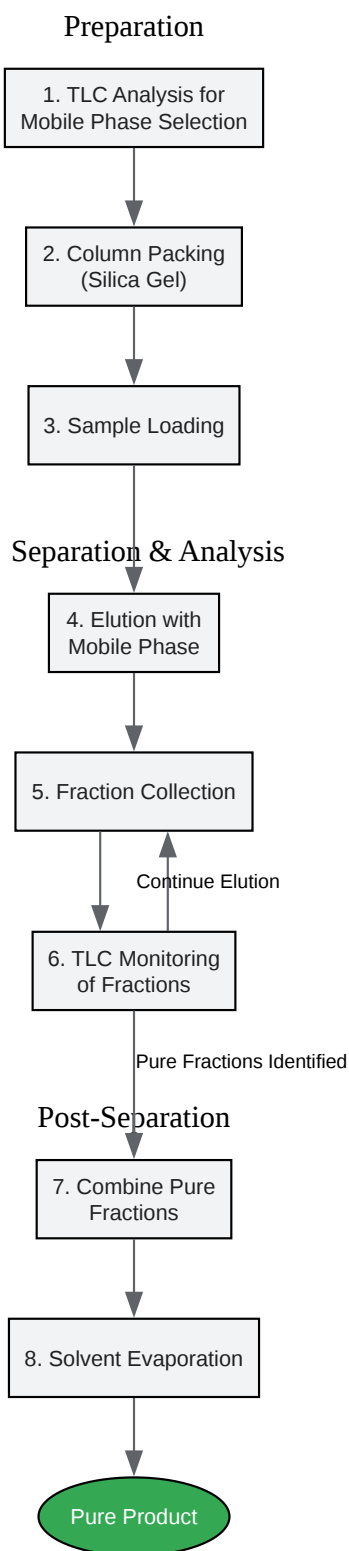 Preparation
1. TLC Analysis for
Mobile Phase Selection
2. Column Packing
(Silica Gel)
3. Sample Loading
Separation & Analysis
4. Elution with
Mobile Phase
5. Fraction Collection
Continue Elution
6. TLC Monitoring
of Fractions
Pure Fractions Identified
Post-Separation
7. Combine Pure
Fractions
8. Solvent Evaporation
Pure Product